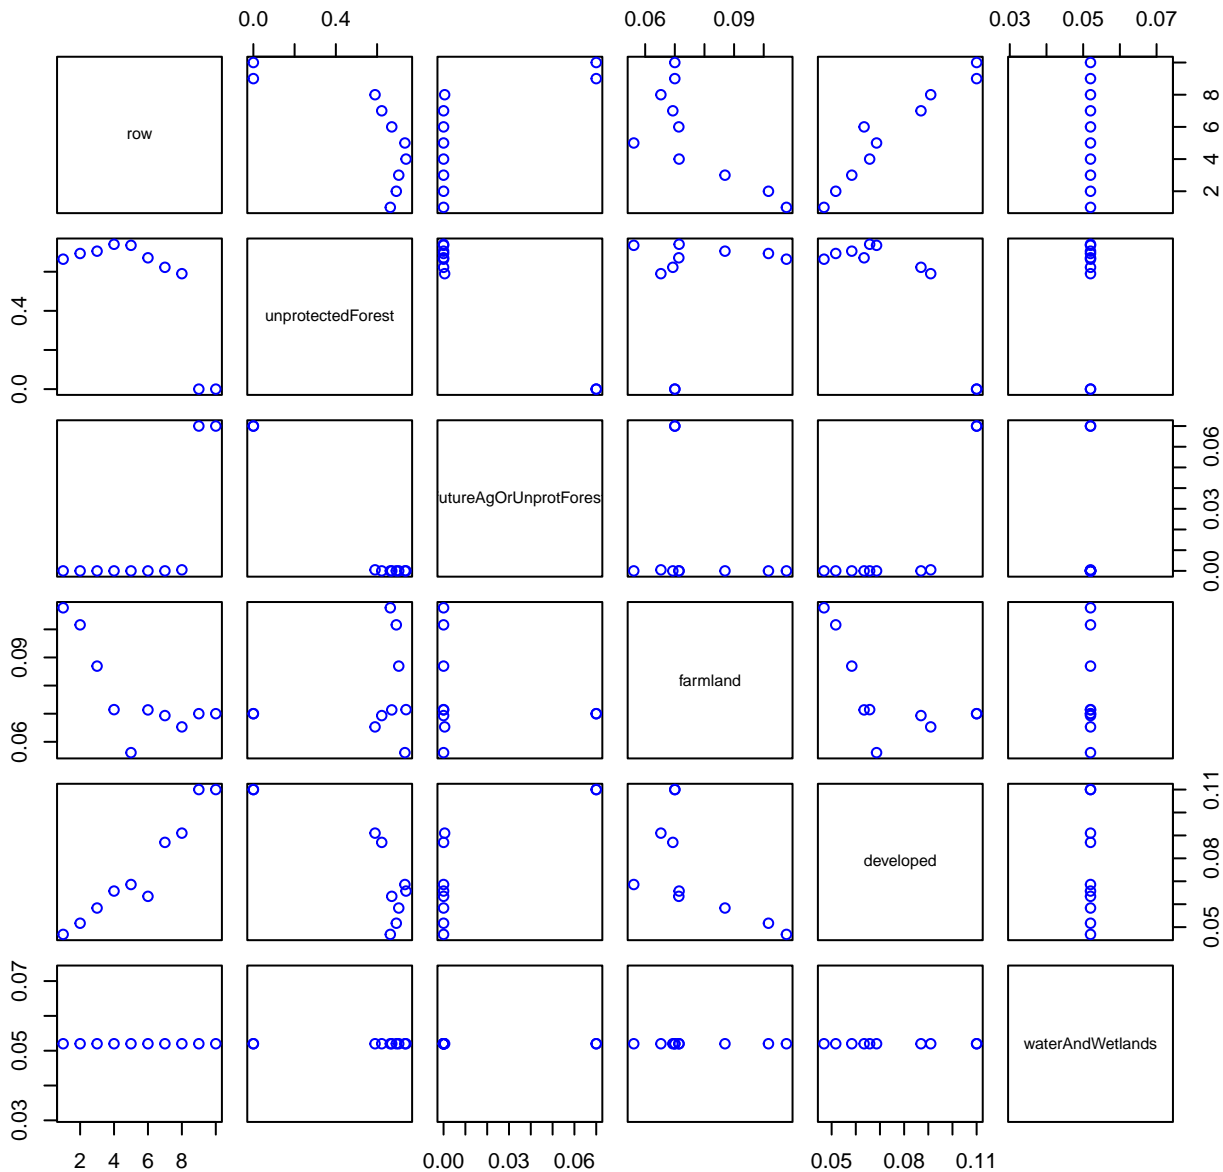 0.0 0.4 0.06 0.09 0.03 0.05 0.07
row 2 4 6 8
0.0 0.4 unprotectedForest
utureAgOrUnprotFores 0.00 0.03 0.06
0.06 0.09 farmland
developed 0.05 0.08 0.11
0.03 0.05 0.07 waterAndWetlands
2 4 6 8 0.00 0.03 0.06 0.05 0.08 0.11